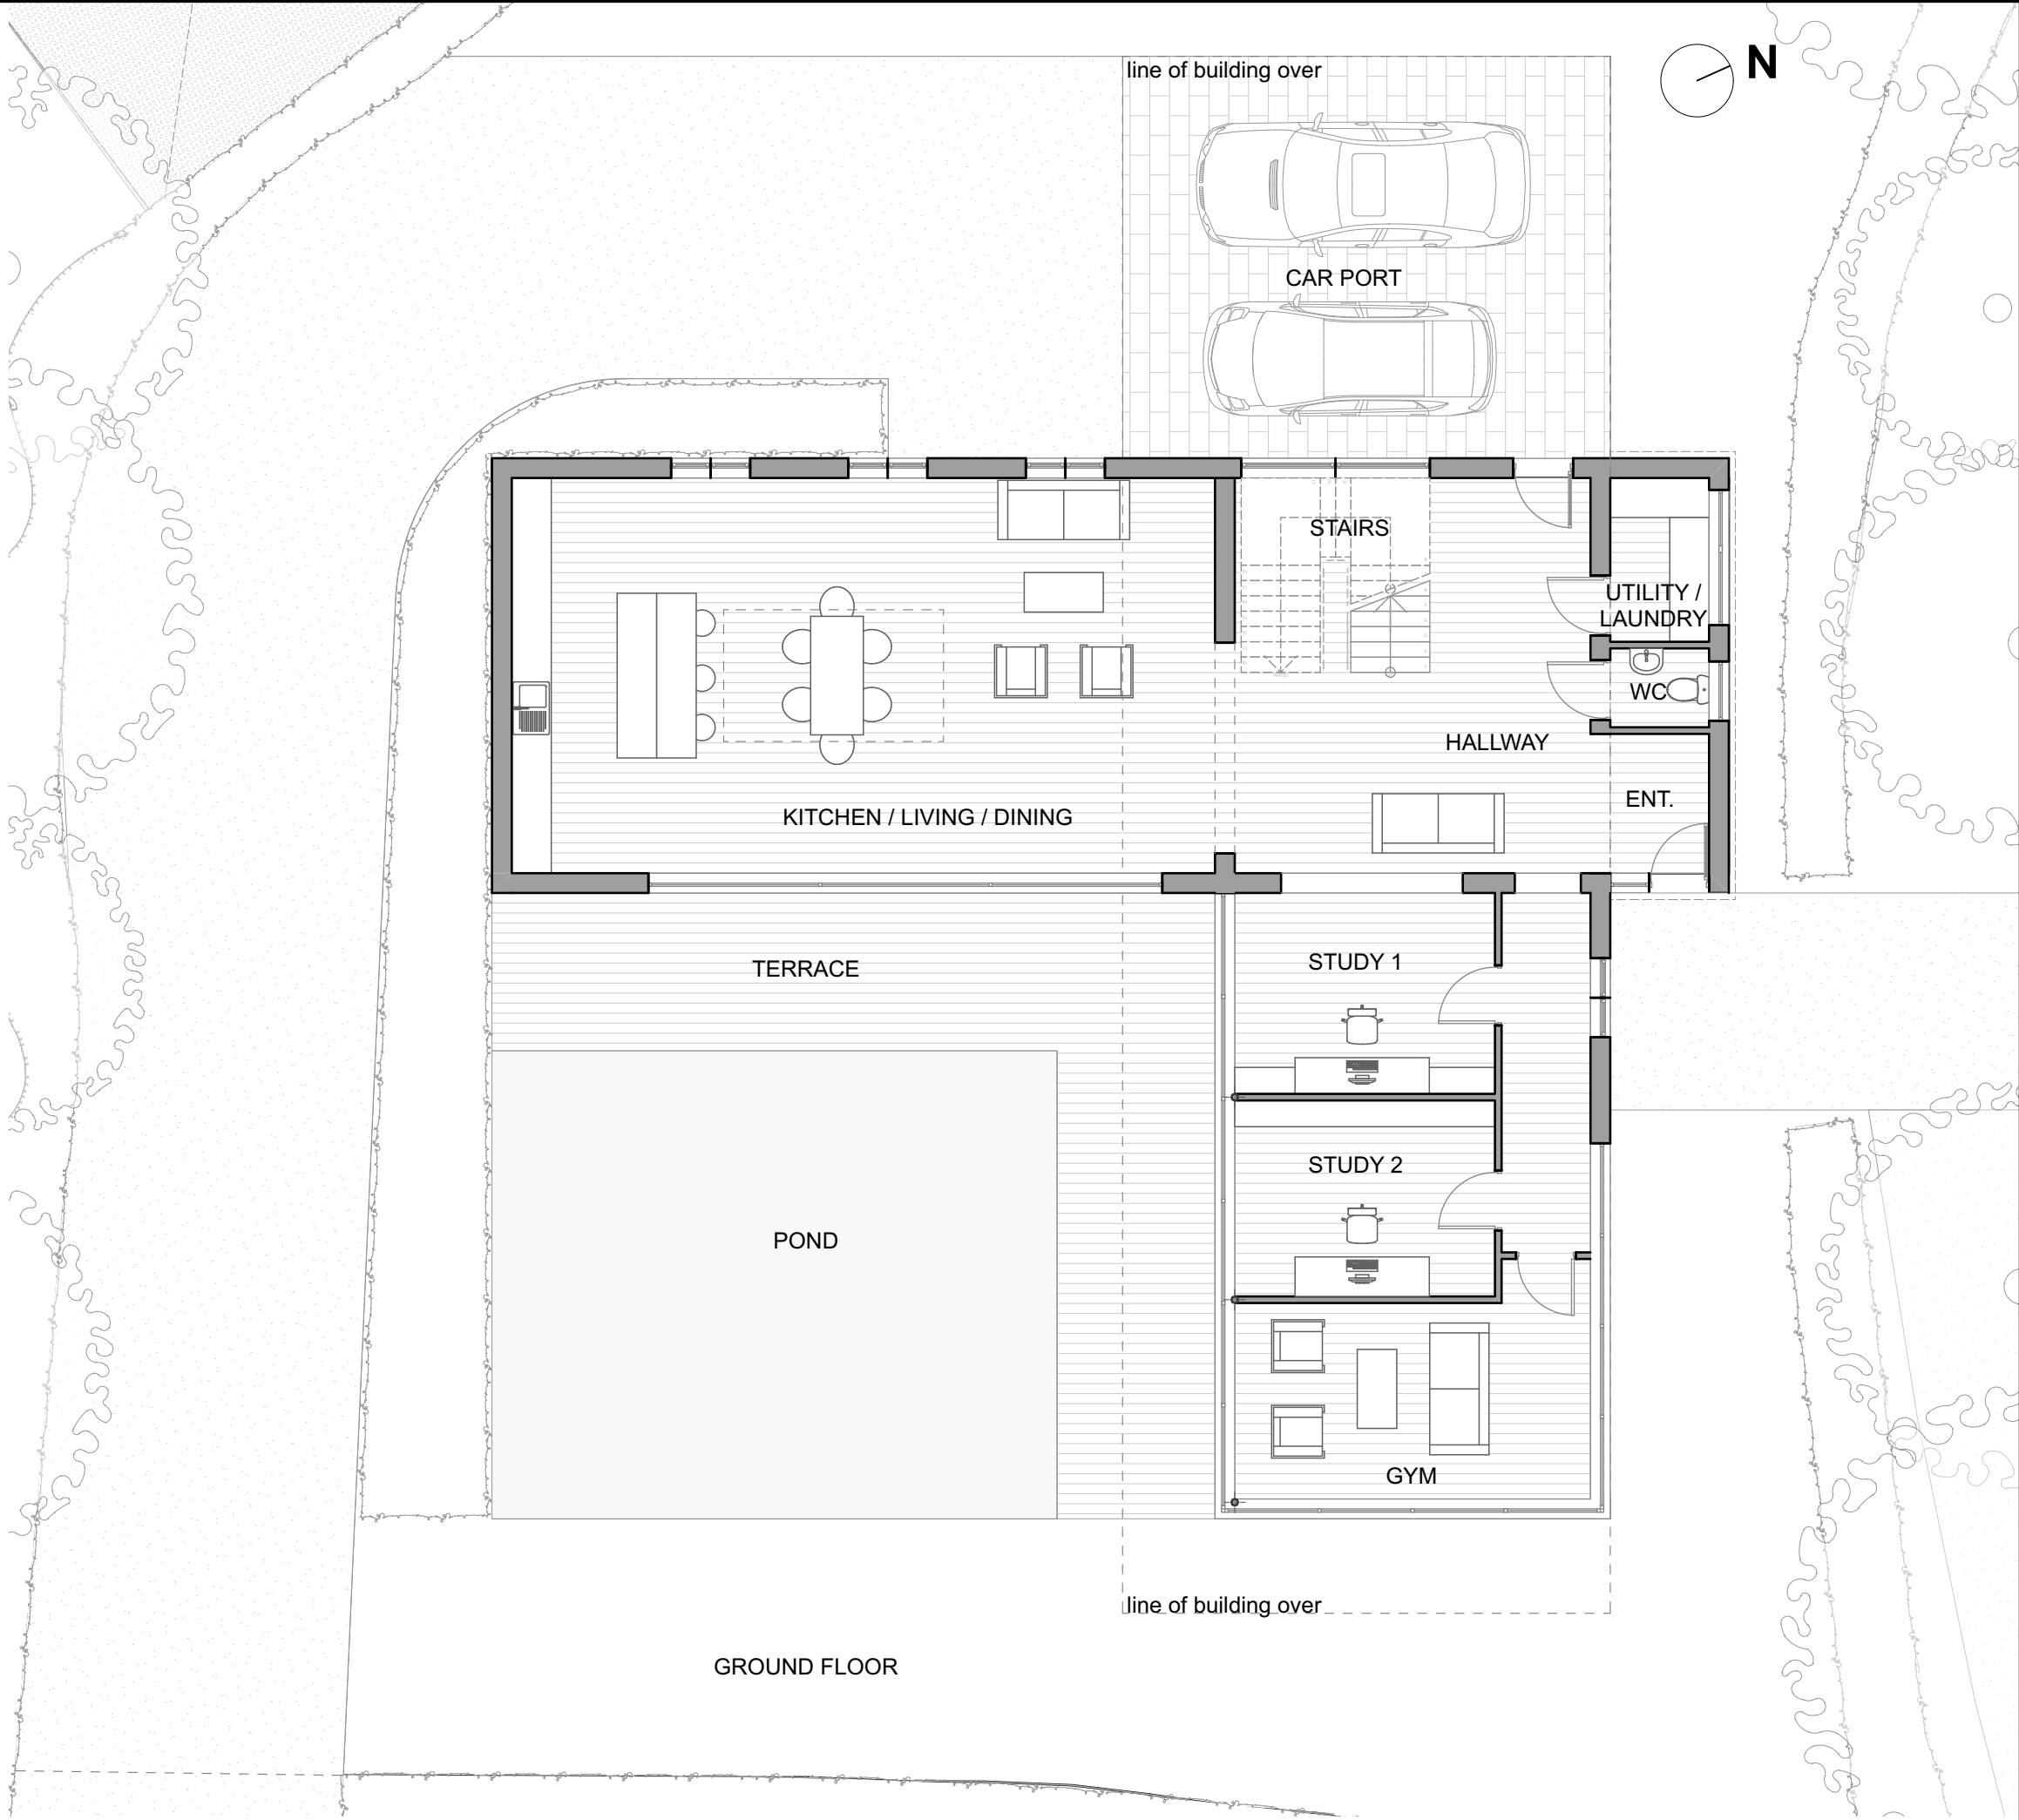 line of building over
N
CAR PORT
STAIRS
UTILITY /
LAUNDRY
WC
HALLWAY
ENT.
KITCHEN / LIVING / DINING
TERRACE
STUDY 1
STUDY 2
POND
GYM
line of building over
GROUND FLOOR